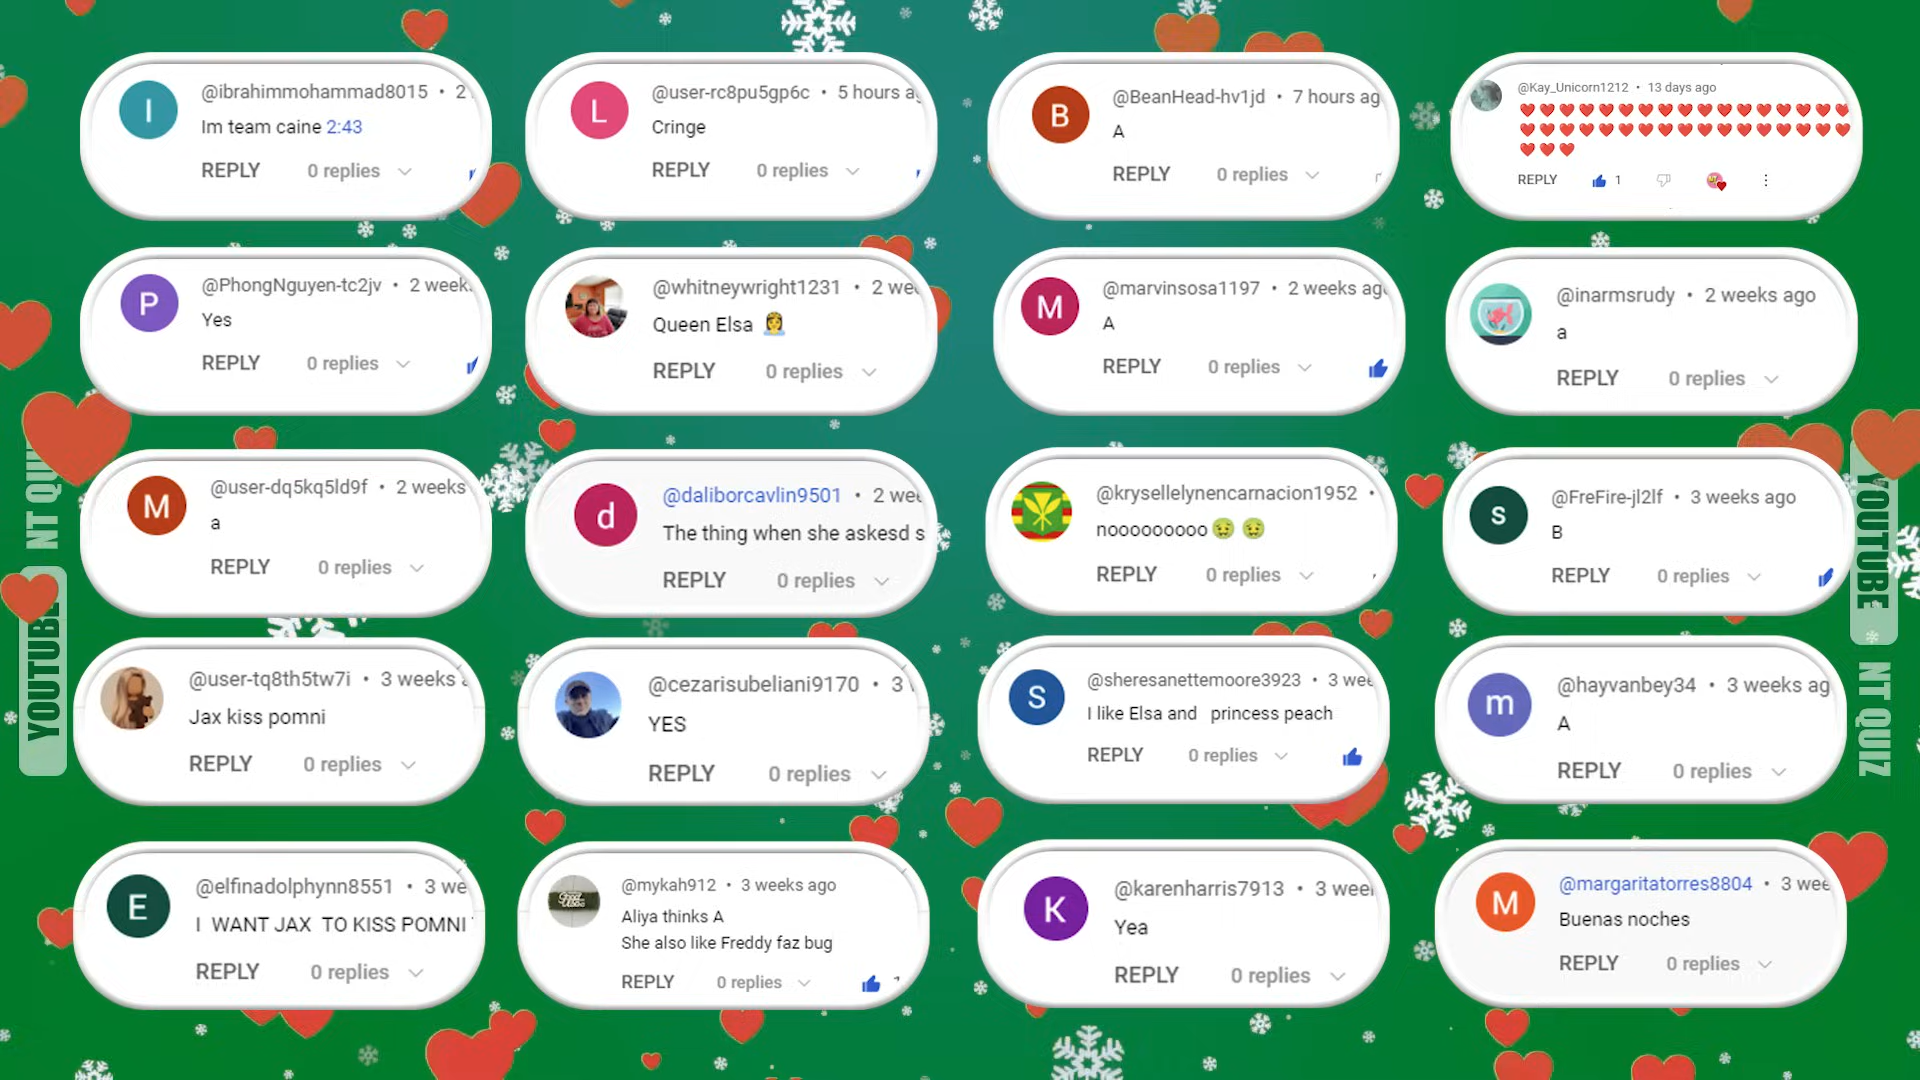 @ibrahimmohammad8015 • 2
Im team caine 2:43
REPLY 0 replies
@user-rc8pu5gp6c • 5 hours ag
Cringe
REPLY 0 replies
@BeanHead-hv1jd • 7 hours ag
A
REPLY 0 replies
@Kay_Unicorn1212 • 13 days ago
❤❤❤❤❤❤❤❤❤❤❤❤❤❤❤❤❤
❤❤❤❤❤❤❤❤❤❤❤❤❤❤❤❤❤
❤❤❤
REPLY 1
@PhongNguyen-tc2jv • 2 week
Yes
REPLY 0 replies
@whitneywright1231 • 2 we
Queen Elsa 👰
REPLY 0 replies
@marvinsosa1197 • 2 weeks ag
A
REPLY 0 replies
@inarmsrudy • 2 weeks ago
a
REPLY 0 replies
@user-dq5kq5ld9f • 2 weeks
a
REPLY 0 replies
@daliborcavlin9501 • 2 we
The thing when she askesd s
REPLY 0 replies
@krysellelynencarnacion1952 •
nooooooooo🤢 🤢
REPLY 0 replies
@FreFire-jl2lf • 3 weeks ago
B
REPLY 0 replies
@user-tq8th5tw7i • 3 weeks a
Jax kiss pomni
REPLY 0 replies
@cezarisubeliani9170 • 3
YES
REPLY 0 replies
@sheresanettemoore3923 • 3 wee
I like Elsa and princess peach
REPLY 0 replies
@hayvanbey34 • 3 weeks ag
A
REPLY 0 replies
@elfinadolphynn8551 • 3 we
I WANT JAX TO KISS POMNI
REPLY 0 replies
@mykah912 • 3 weeks ago
Aliya thinks A
She also like Freddy faz bug
REPLY 0 replies
@karenharris7913 • 3 wee
Yea
REPLY 0 replies
@margaritatorres8804 • 3 wee
Buenas noches
REPLY 0 replies
YOUTUBE NT QUI
YOUTUBE NT QUIZ